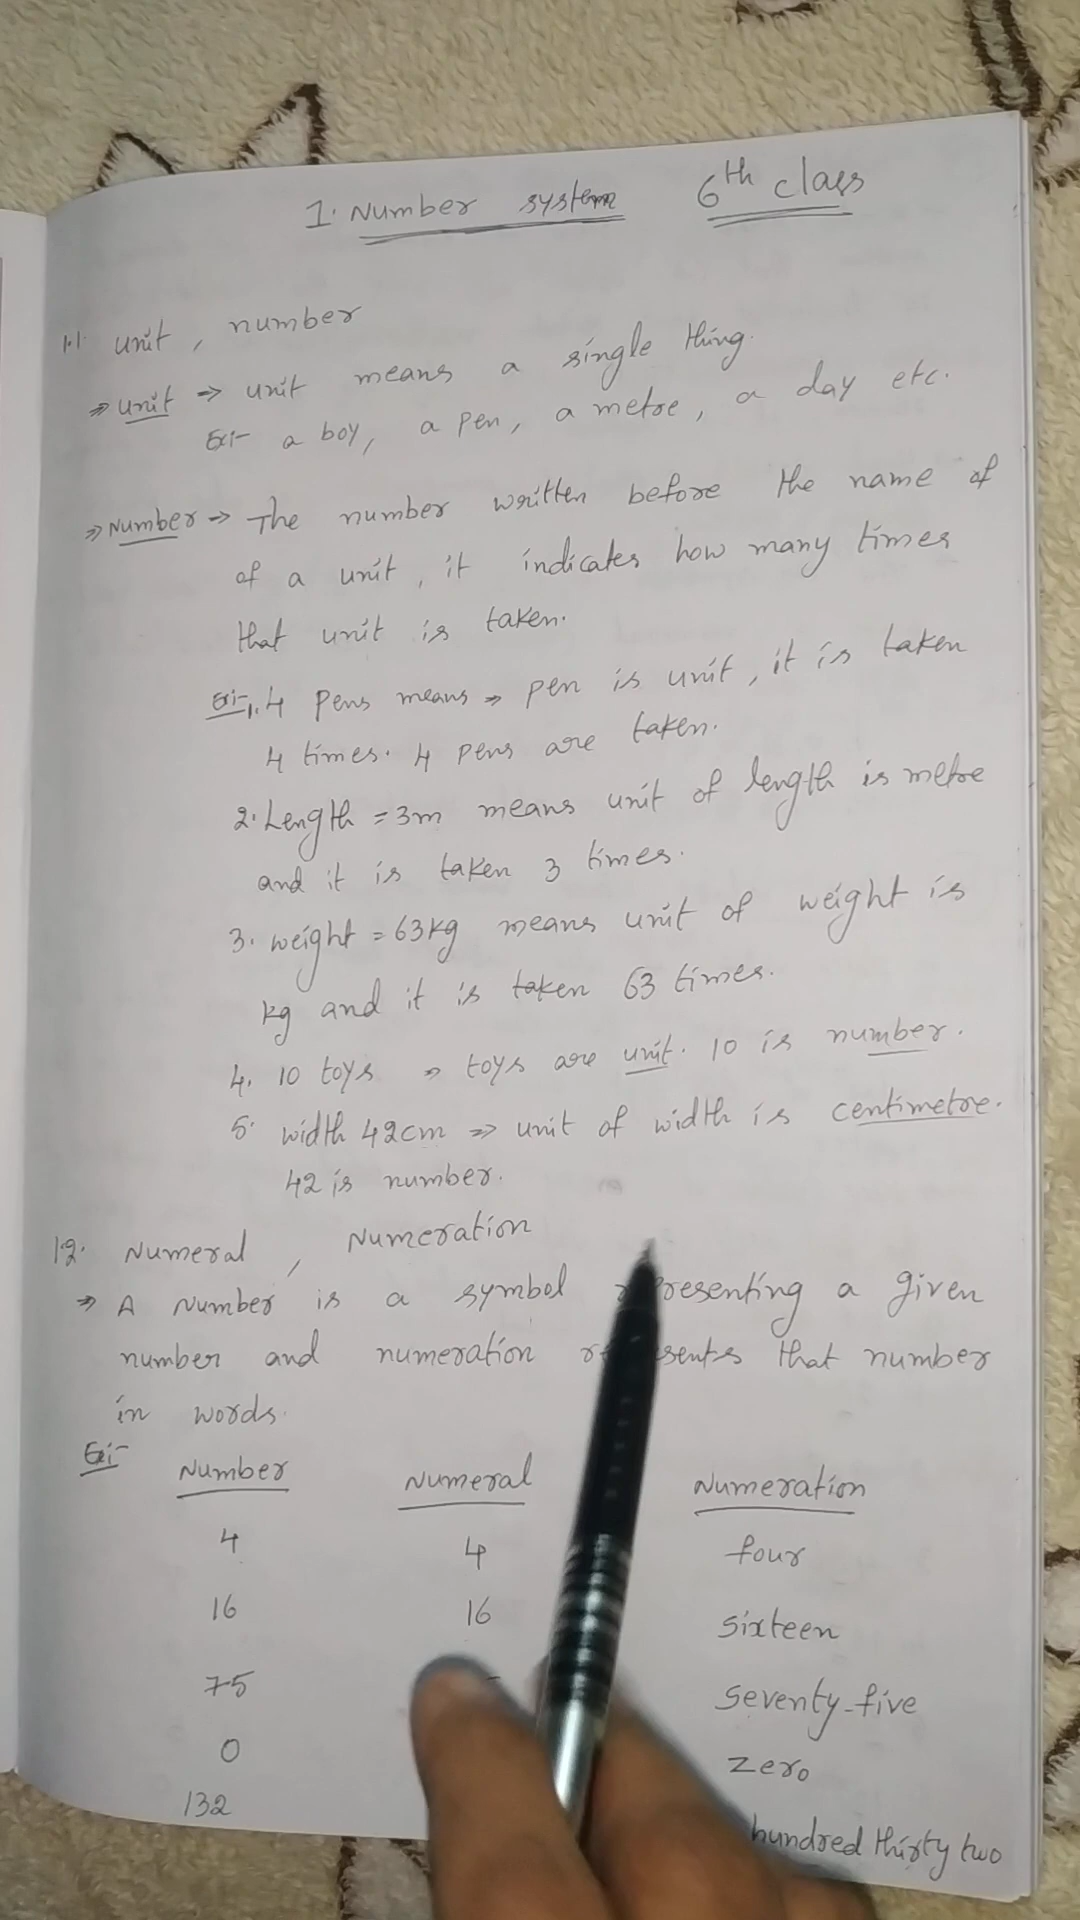 1. Number system 6th class
1.1 unit, number
⇒ unit ⇒ unit means a single thing.
Ex:- a boy, a pen, a metre, a day etc.
⇒ Number ⇒ The number written before the name of
of a unit, it indicates how many times
that unit is taken.
Ex:- 1. 4 pens means ⇒ pen is unit, it is taken
4 times. 4 pens are taken.
2. Length = 3m means unit of length is metre
and it is taken 3 times.
3. weight = 63kg means unit of weight is
kg and it is taken 63 times.
4. 10 toys ⇒ toys are unit. 10 is number.
5. width 42cm ⇒ unit of width is centimetre.
42 is number.
1.2. Numeral, Numeration
⇒ A Number is a symbol representing a given
number and numeration represents that number
in words.
Ex:-
Number Numeral Numeration
4 4 four
16 16 sixteen
75 seventy-five
0 zero
132 hundred thirty two